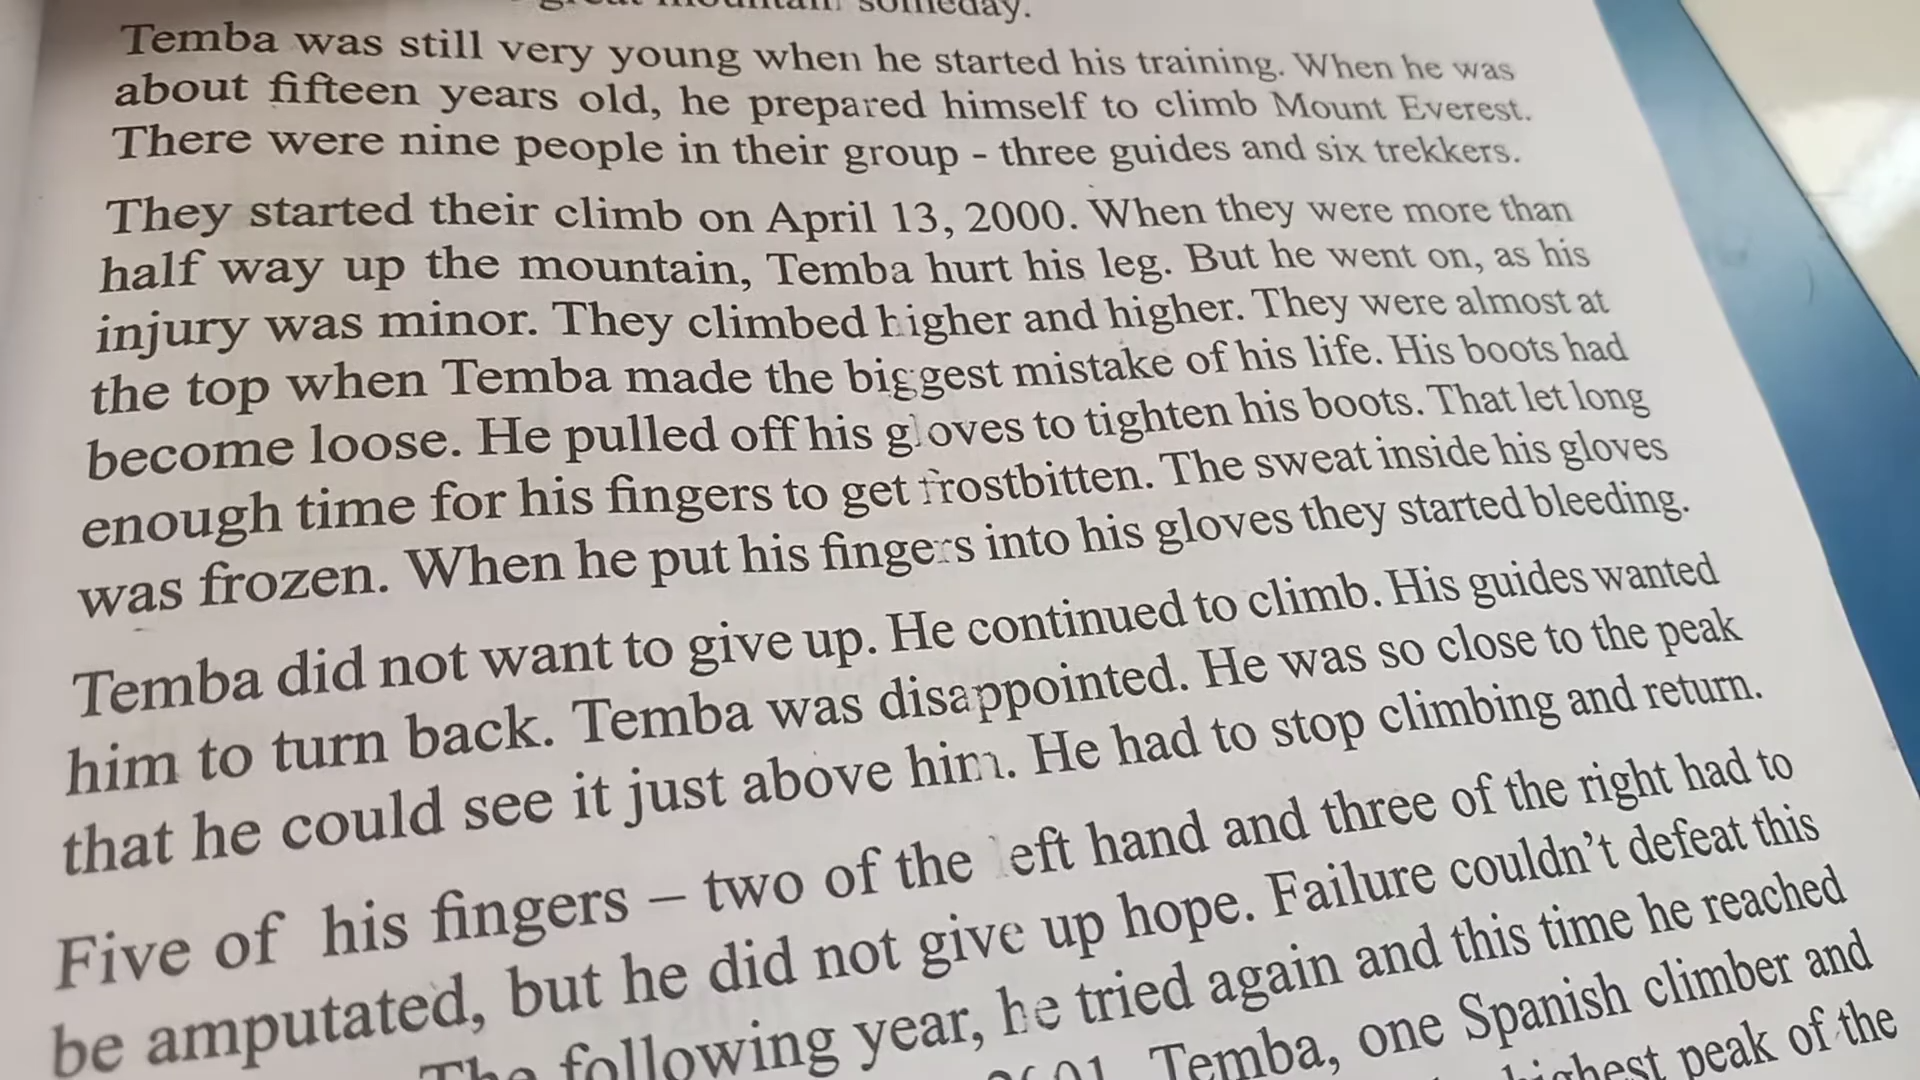 great mountain someday.
Temba was still very young when he started his training. When he was
about fifteen years old, he prepared himself to climb Mount Everest.
There were nine people in their group - three guides and six trekkers.
They started their climb on April 13, 2000. When they were more than
half way up the mountain, Temba hurt his leg. But he went on, as his
injury was minor. They climbed higher and higher. They were almost at
the top when Temba made the biggest mistake of his life. His boots had
become loose. He pulled off his gloves to tighten his boots. That let long
enough time for his fingers to get frostbitten. The sweat inside his gloves
was frozen. When he put his fingers into his gloves they started bleeding.
Temba did not want to give up. He continued to climb. His guides wanted
him to turn back. Temba was disappointed. He was so close to the peak
that he could see it just above him. He had to stop climbing and return.
Five of his fingers – two of the left hand and three of the right had to
be amputated, but he did not give up hope. Failure couldn’t defeat this
The following year, he tried again and this time he reached
Temba, one Spanish climber and
highest peak of the